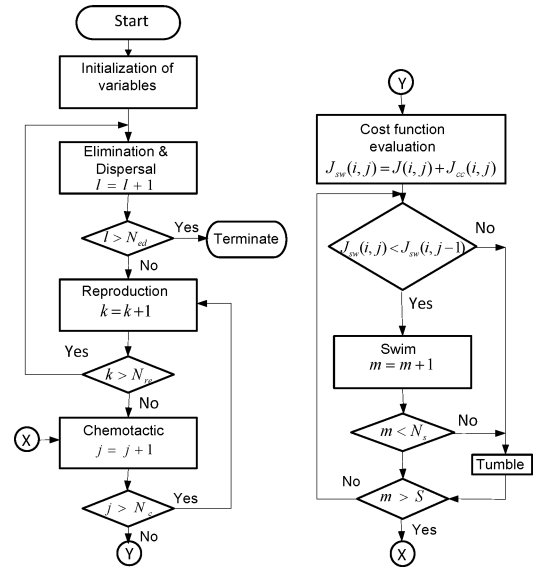 Start
Initialization of
variables
Elimination &
Dispersal
l = l + 1
l > N_ed
Yes
Terminate
No
Reproduction
k = k+1
Yes
k > N_re
No
Chemotactic
X
j = j + 1
j > N_c
Yes
No
Y
Y
Cost function
evaluation
J_sw(i, j) = J(i, j) + J_cc(i, j)
No
J_sw(i, j) < J_sw(i, j−1)
Yes
Swim
m = m + 1
m < N_s
No
Tumble
No
m > S
Yes
X